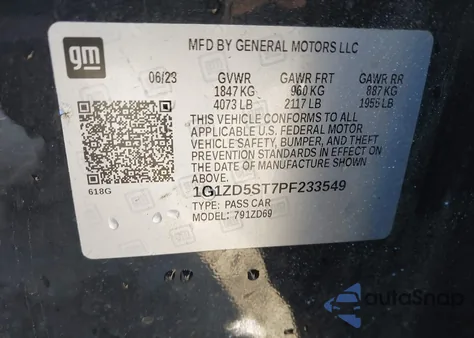 gm
MFD BY GENERAL MOTORS LLC
06/23 GVWR GAWR FRT GAWR RR
1847 KG 960 KG 887 KG
4073 LB 2117 LB 1955 LB
THIS VEHICLE CONFORMS TO ALL
APPLICABLE U.S. FEDERAL MOTOR
VEHICLE SAFETY, BUMPER, AND THEFT
PREVENTION STANDARDS IN EFFECT ON
THE DATE OF MANUFACTURE SHOWN
ABOVE.
618G
1G1ZD5ST7PF233549
TYPE: PASS CAR
MODEL: 791ZD69
autoSnap